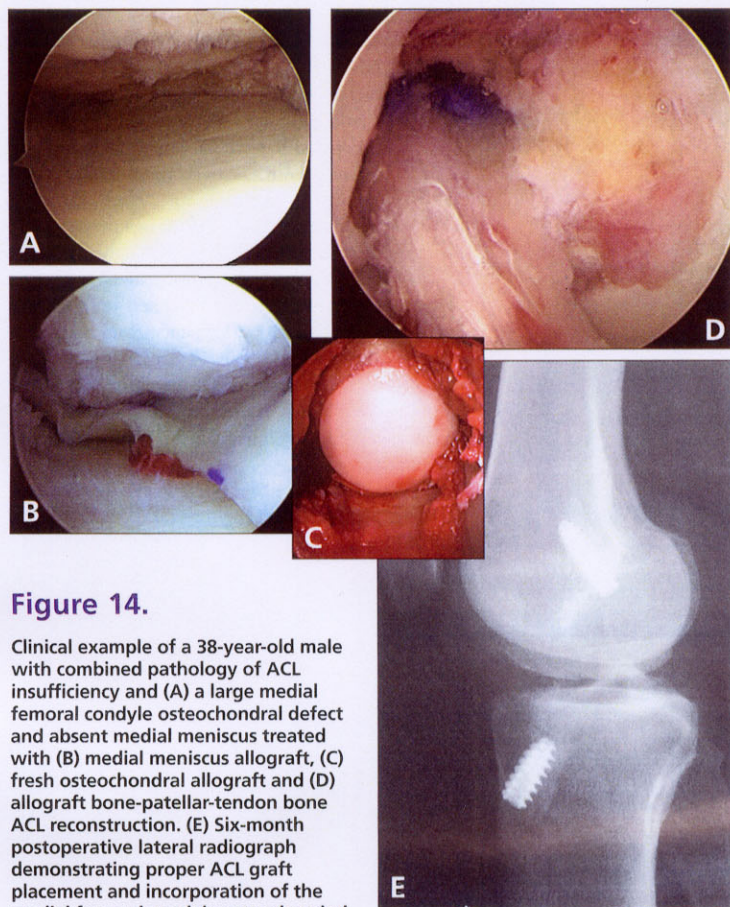 A
B
C
D
E
Figure 14.
Clinical example of a 38-year-old male
with combined pathology of ACL
insufficiency and (A) a large medial
femoral condyle osteochondral defect
and absent medial meniscus treated
with (B) medial meniscus allograft, (C)
fresh osteochondral allograft and (D)
allograft bone-patellar-tendon bone
ACL reconstruction. (E) Six-month
postoperative lateral radiograph
demonstrating proper ACL graft
placement and incorporation of the